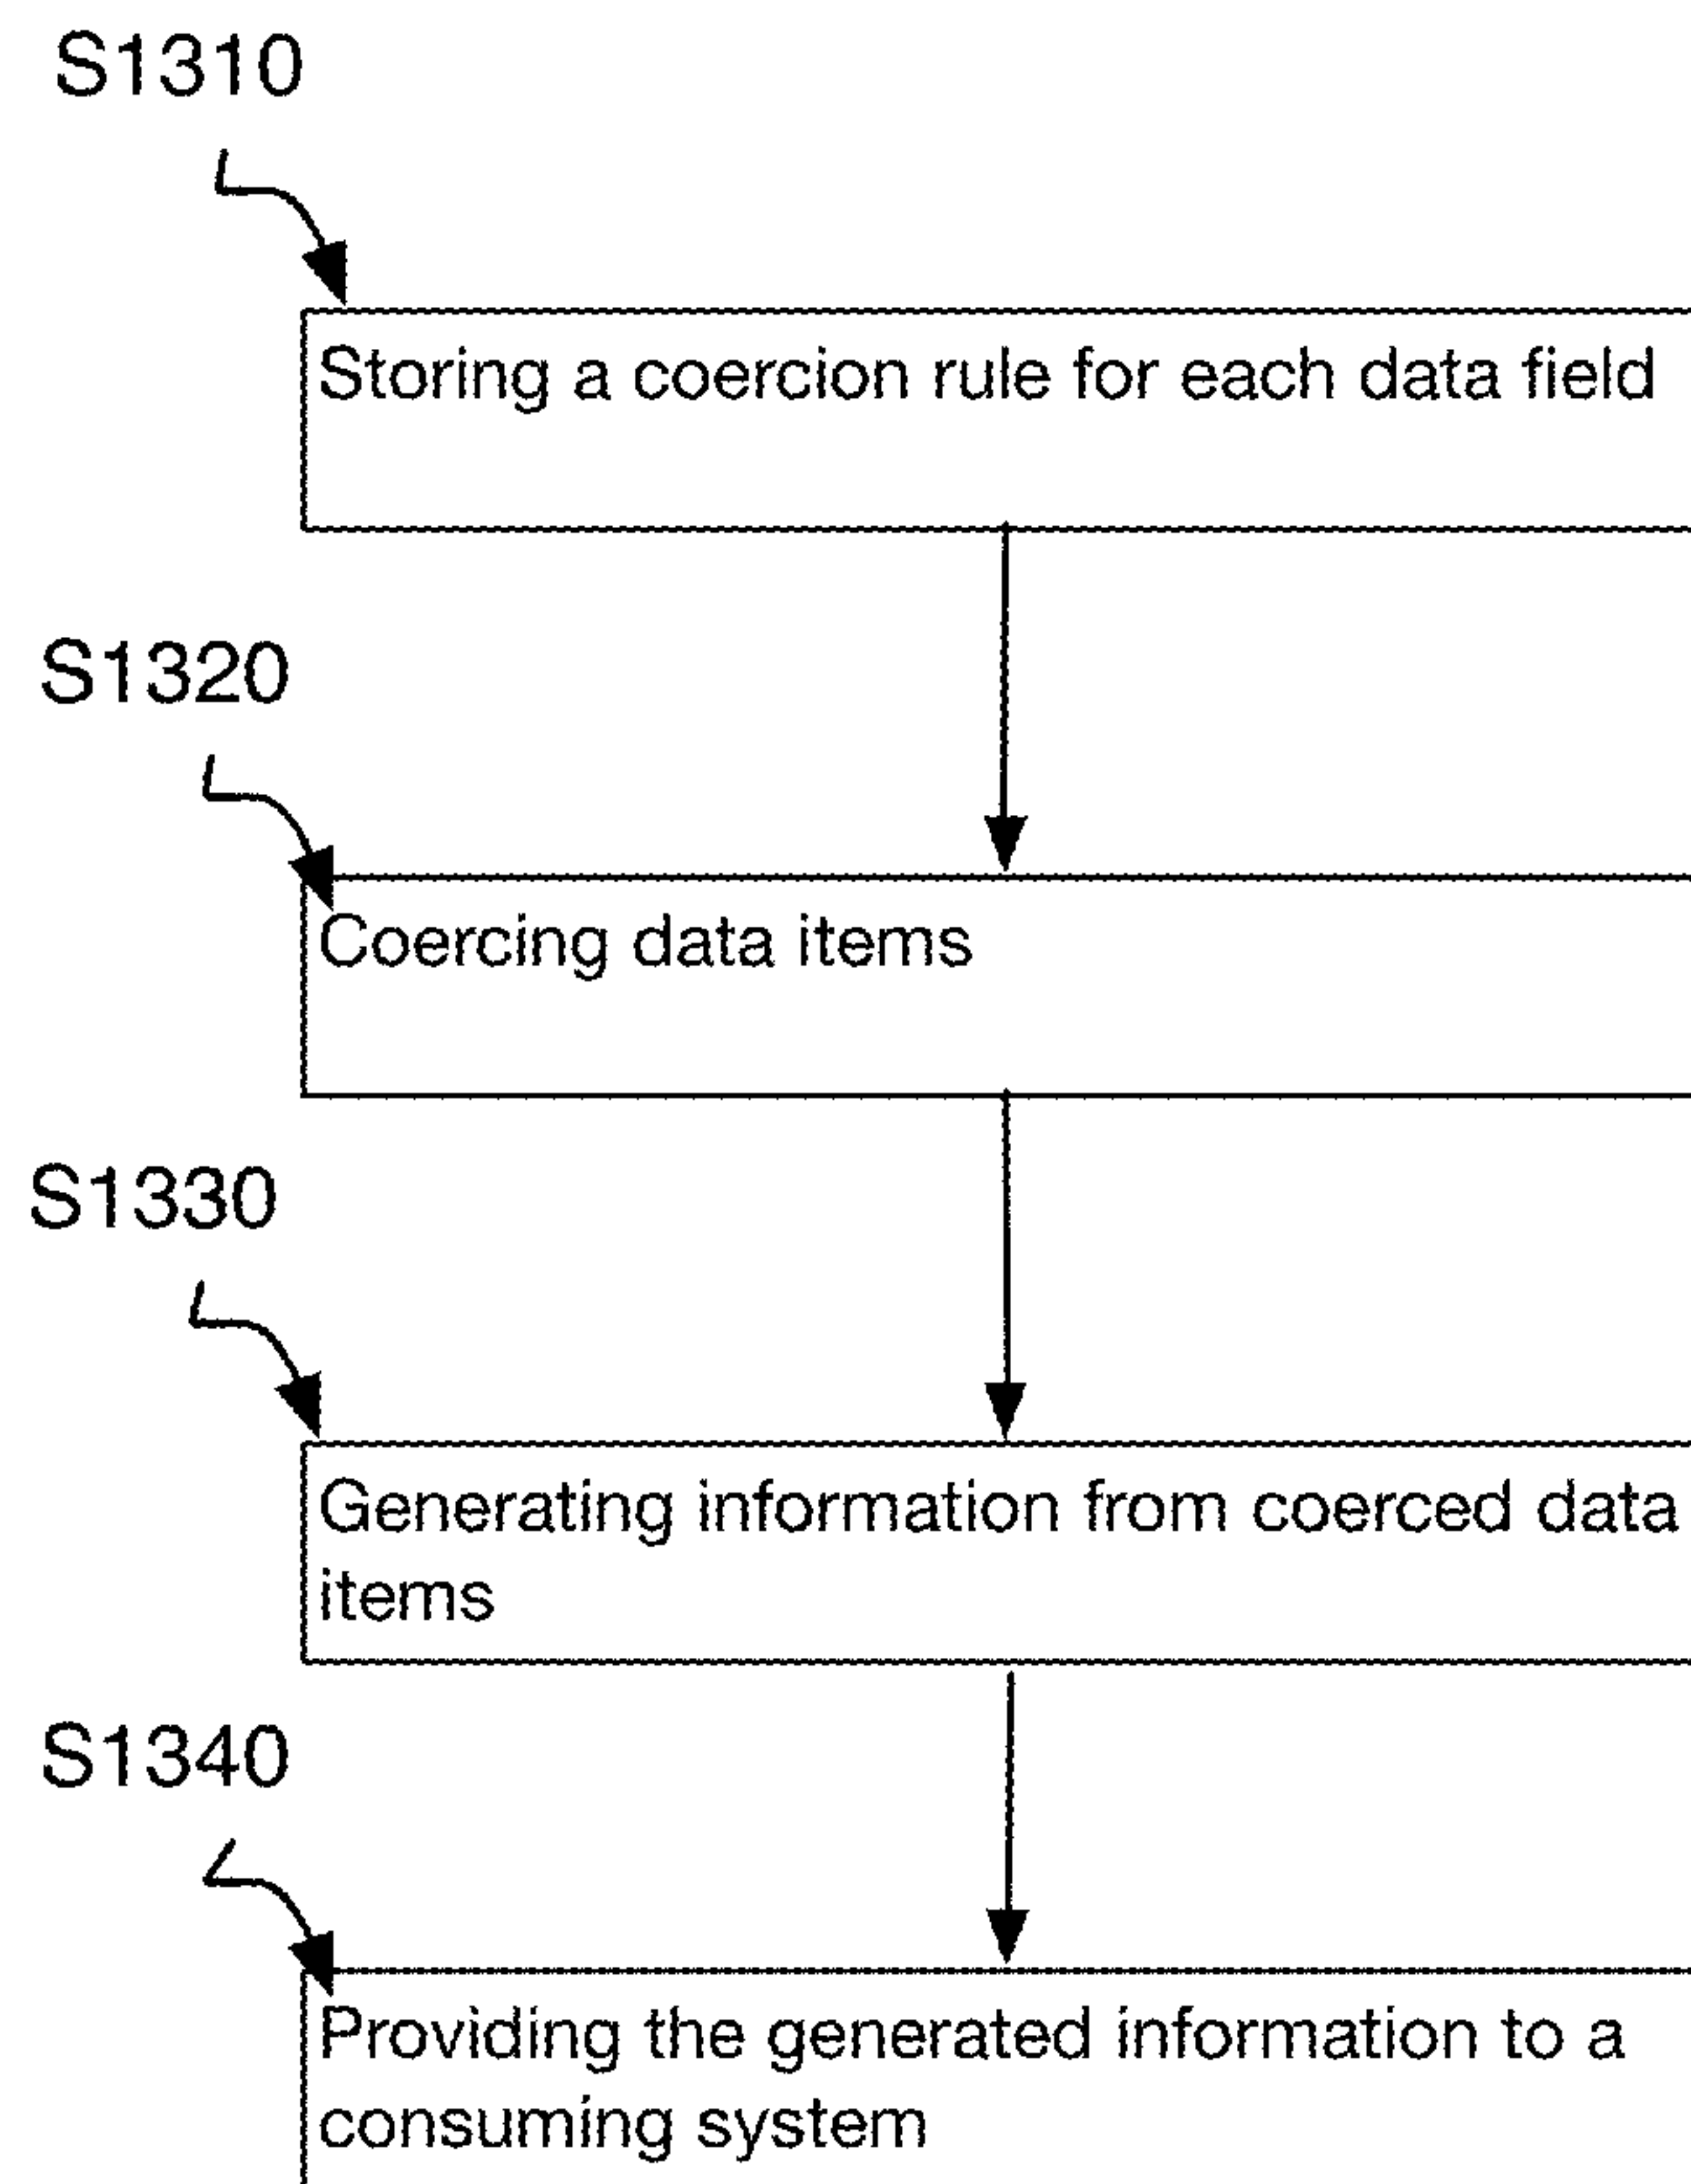 S1310
Storing a coercion rule for each data field
S1320
Coercing data items
S1330
Generating information from coerced data
items
S1340
Providing the generated information to a
consuming system